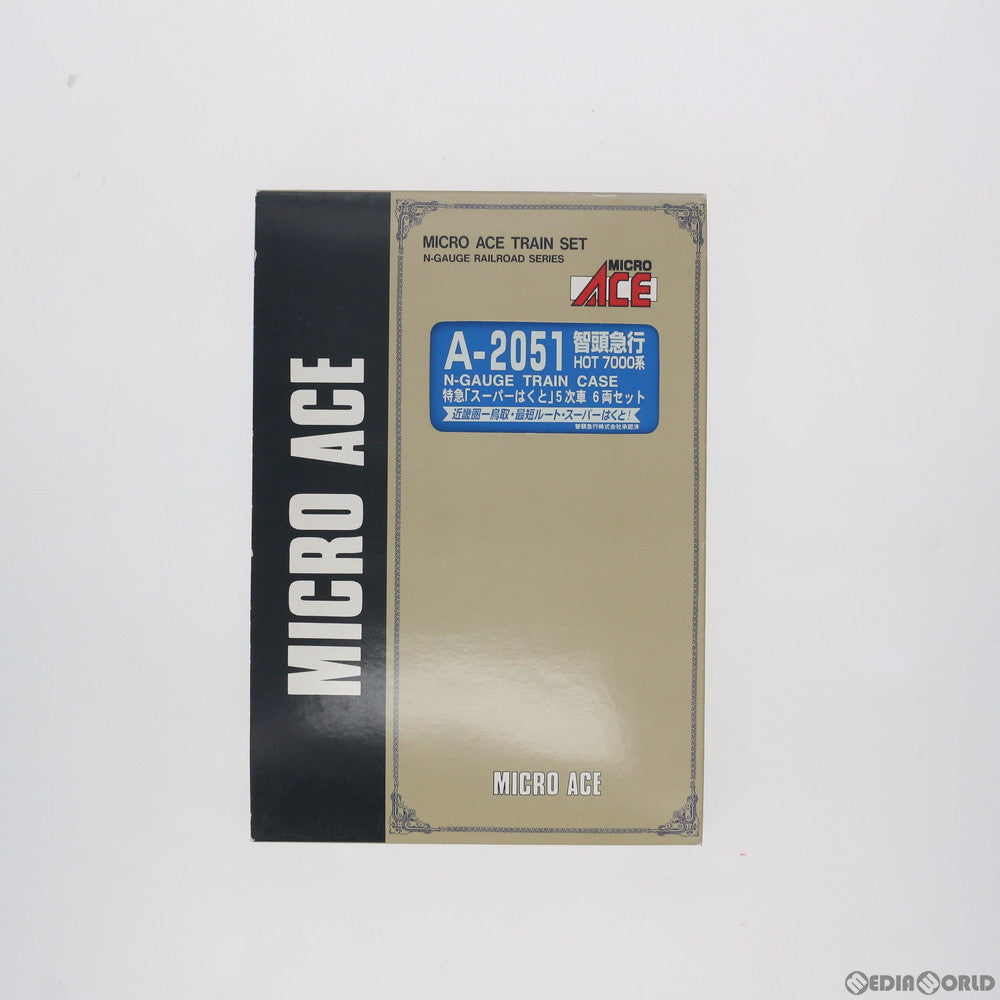 MICRO ACE
MICRO ACE TRAIN SET
N-GAUGE RAILROAD SERIES
MICRO
ACE
A-2051 智頭急行
HOT 7000系
N-GAUGE TRAIN CASE
特急「スーパーはくと」5次車 6両セット
近畿圏ー鳥取・最短ルート・スーパーはくと!
智頭急行株式会社承認済
MICRO ACE
MEDIAWORLD